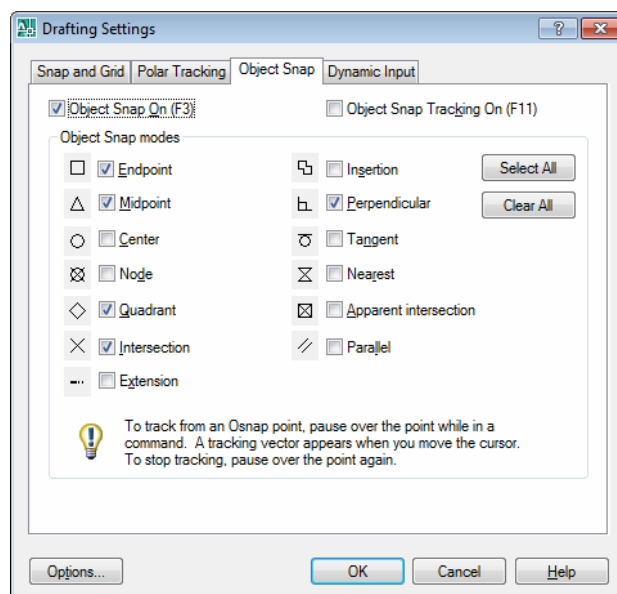 Drafting Settings
Snap and Grid
Polar Tracking
Object Snap
Dynamic Input
Object Snap On (F3)
Object Snap Tracking On (F11)
Object Snap modes
Endpoint
Insertion
Select All
Midpoint
Perpendicular
Clear All
Center
Tangent
Node
Nearest
Quadrant
Apparent intersection
Intersection
Parallel
Extension
To track from an Osnap point, pause over the point while in a
command. A tracking vector appears when you move the cursor.
To stop tracking, pause over the point again.
Options...
OK
Cancel
Help